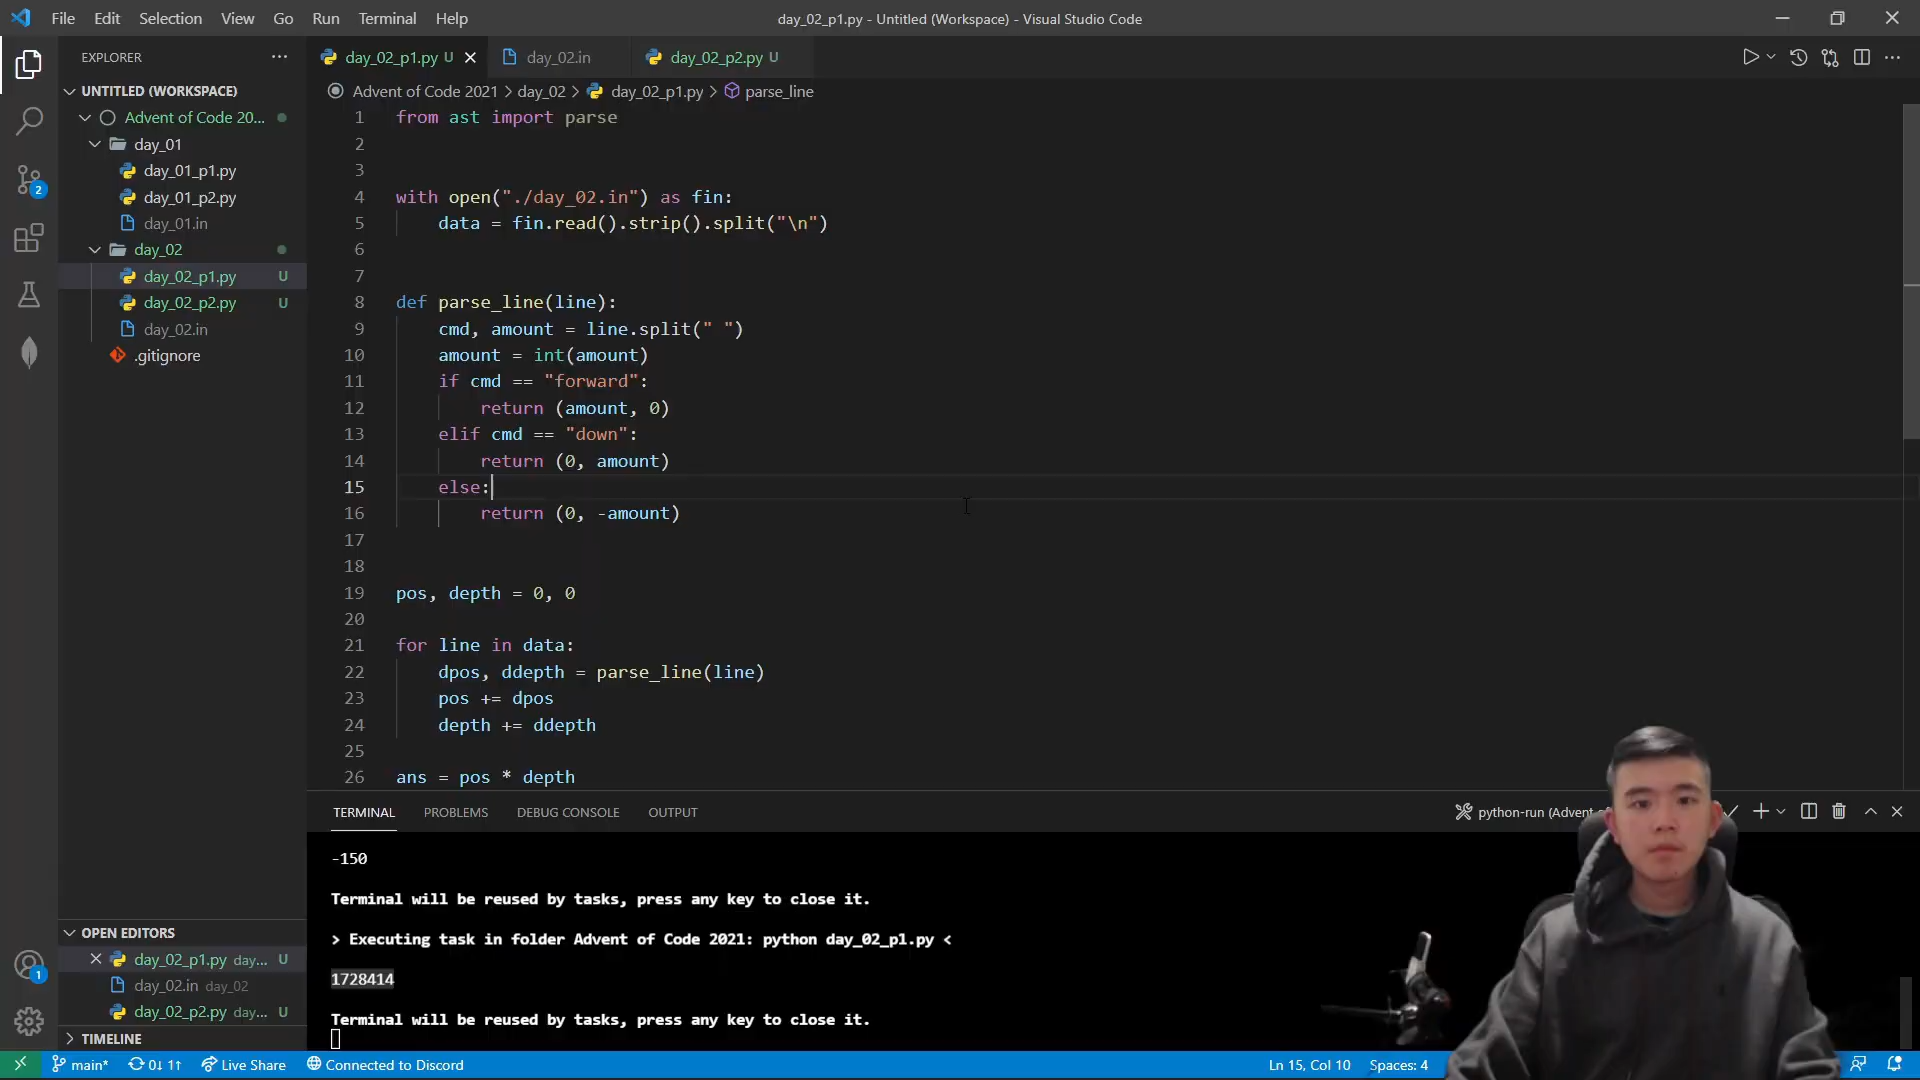 File Edit Selection View Go Run Terminal Help
day_02_p1.py - Untitled (Workspace) - Visual Studio Code
EXPLORER
UNTITLED (WORKSPACE)
Advent of Code 20...
day_01
day_01_p1.py
day_01_p2.py
day_01.in
day_02
day_02_p1.py U
day_02_p2.py U
day_02.in
.gitignore
2
OPEN EDITORS
day_02_p1.py day... U
day_02.in day_02
day_02_p2.py day... U
TIMELINE
1
day_02_p1.py U
day_02.in
day_02_p2.py U
Advent of Code 2021 > day_02 > day_02_p1.py > parse_line
1 from ast import parse
2
3
4 with open("./day_02.in") as fin:
5 data = fin.read().strip().split("\n")
6
7
8 def parse_line(line):
9 cmd, amount = line.split(" ")
10 amount = int(amount)
11 if cmd == "forward":
12 return (amount, 0)
13 elif cmd == "down":
14 return (0, amount)
15 else:
16 return (0, -amount)
17
18
19 pos, depth = 0, 0
20
21 for line in data:
22 dpos, ddepth = parse_line(line)
23 pos += dpos
24 depth += ddepth
25
26 ans = pos * depth
TERMINAL PROBLEMS DEBUG CONSOLE OUTPUT
python-run (Advent
-150
Terminal will be reused by tasks, press any key to close it.
> Executing task in folder Advent of Code 2021: python day_02_p1.py <
1728414
Terminal will be reused by tasks, press any key to close it.
main* 0↓ 1↑ Live Share Connected to Discord
Ln 15, Col 10 Spaces: 4